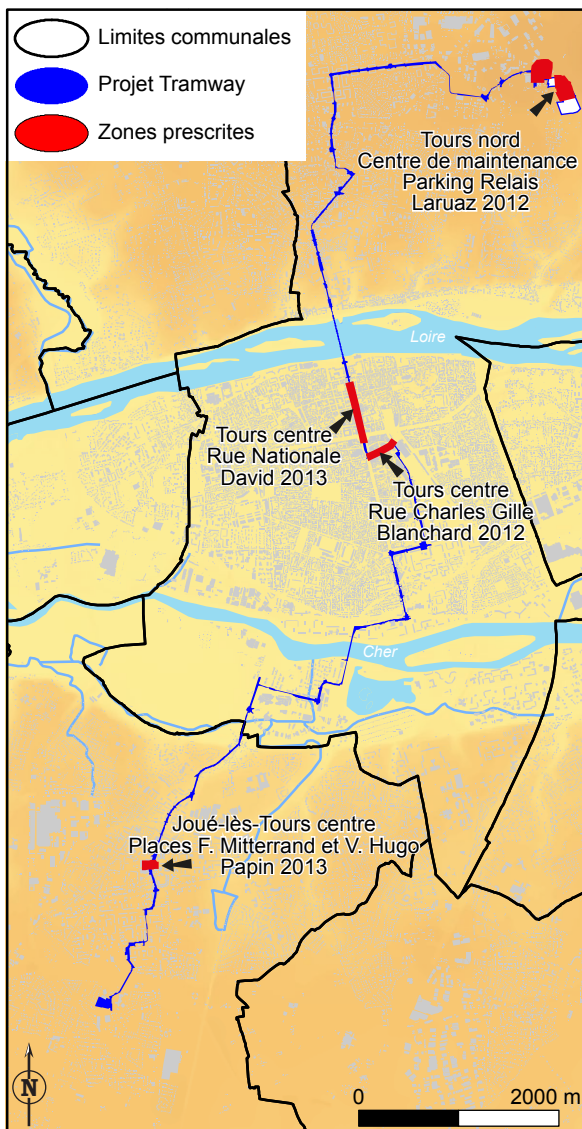 Limites communales
Projet Tramway
Zones prescrites
Tours nord
Centre de maintenance
Parking Relais
Laruaz 2012
Loire
Tours centre
Rue Nationale
David 2013
Tours centre
Rue Charles Gille
Blanchard 2012
Cher
Joué-lès-Tours centre
Places F. Mitterrand et V. Hugo
Papin 2013
N
0 2000 m